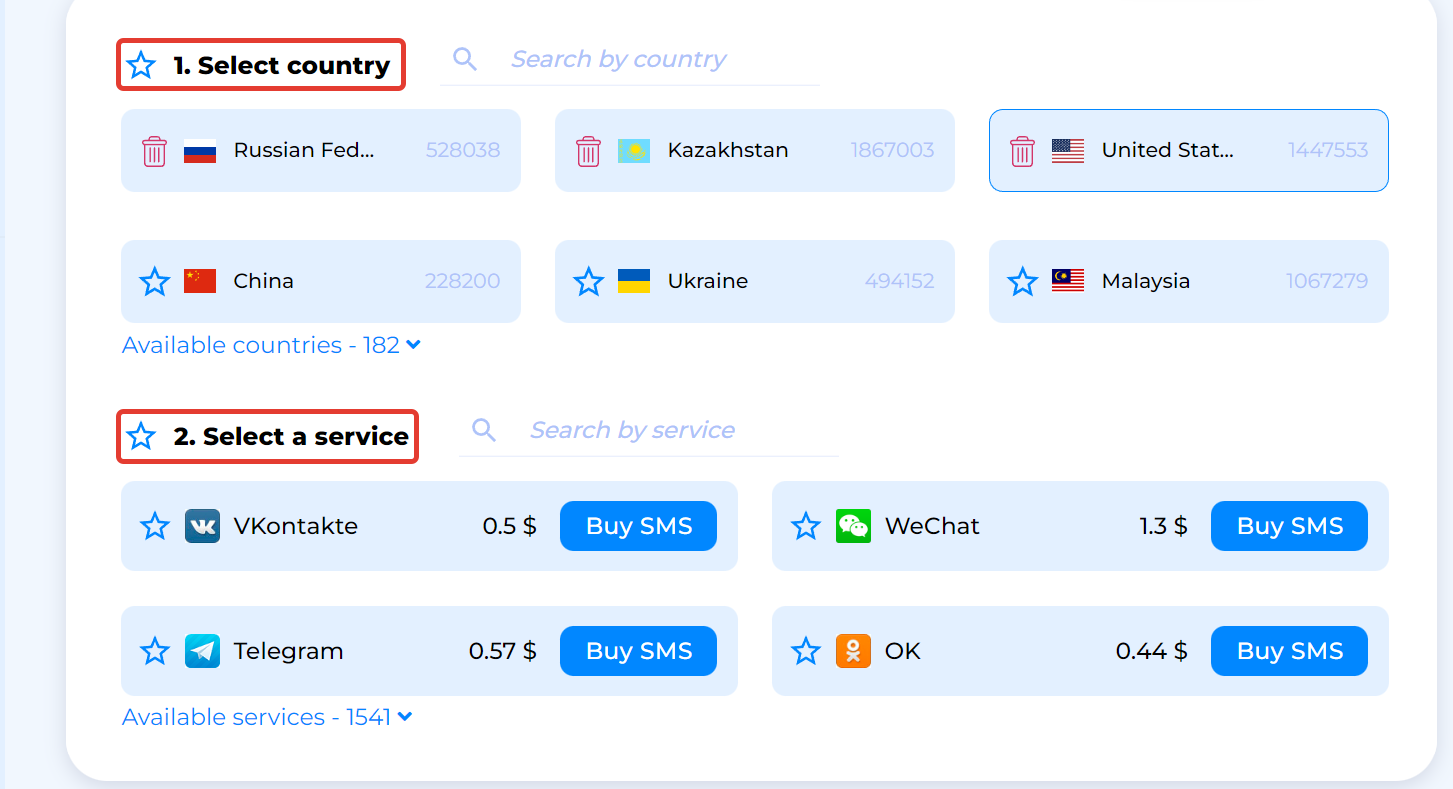 1. Select country
Search by country
Russian Fed... 528038
Kazakhstan 1867003
United Stat... 1447553
China 228200
Ukraine 494152
Malaysia 1067279
Available countries - 182
2. Select a service
Search by service
VKontakte 0.5 $ Buy SMS
WeChat 1.3 $ Buy SMS
Telegram 0.57 $ Buy SMS
OK 0.44 $ Buy SMS
Available services - 1541